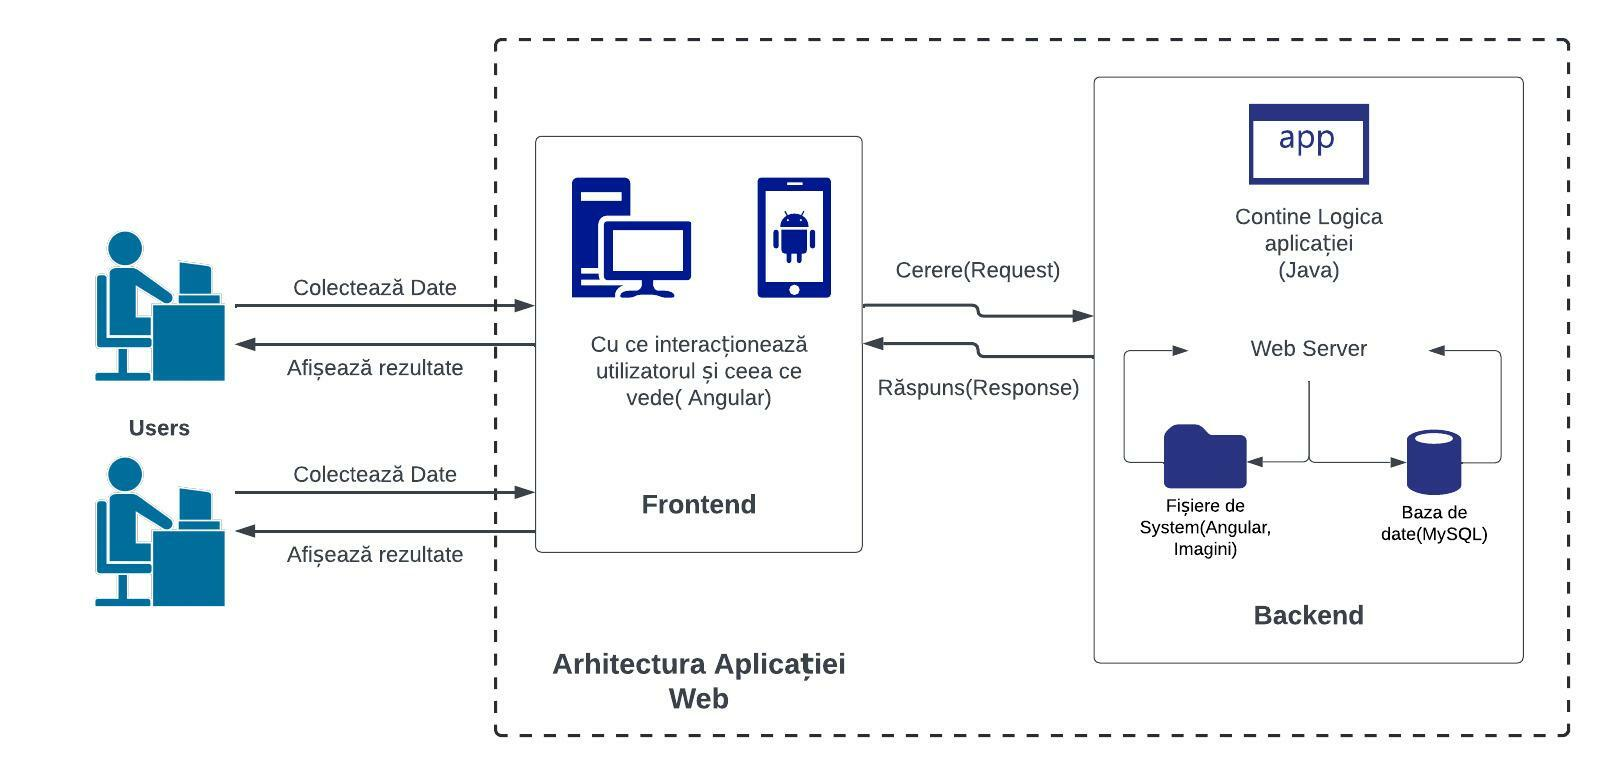 Colectează Date
Afișează rezultate
Users
Colectează Date
Afișează rezultate
Cu ce interacționează
utilizatorul și ceea ce
vede( Angular)
Frontend
Cerere(Request)
Răspuns(Response)
app
Contine Logica
aplicației
(Java)
Web Server
Fișiere de
System(Angular,
Imagini)
Baza de
date(MySQL)
Backend
Arhitectura Aplicației
Web